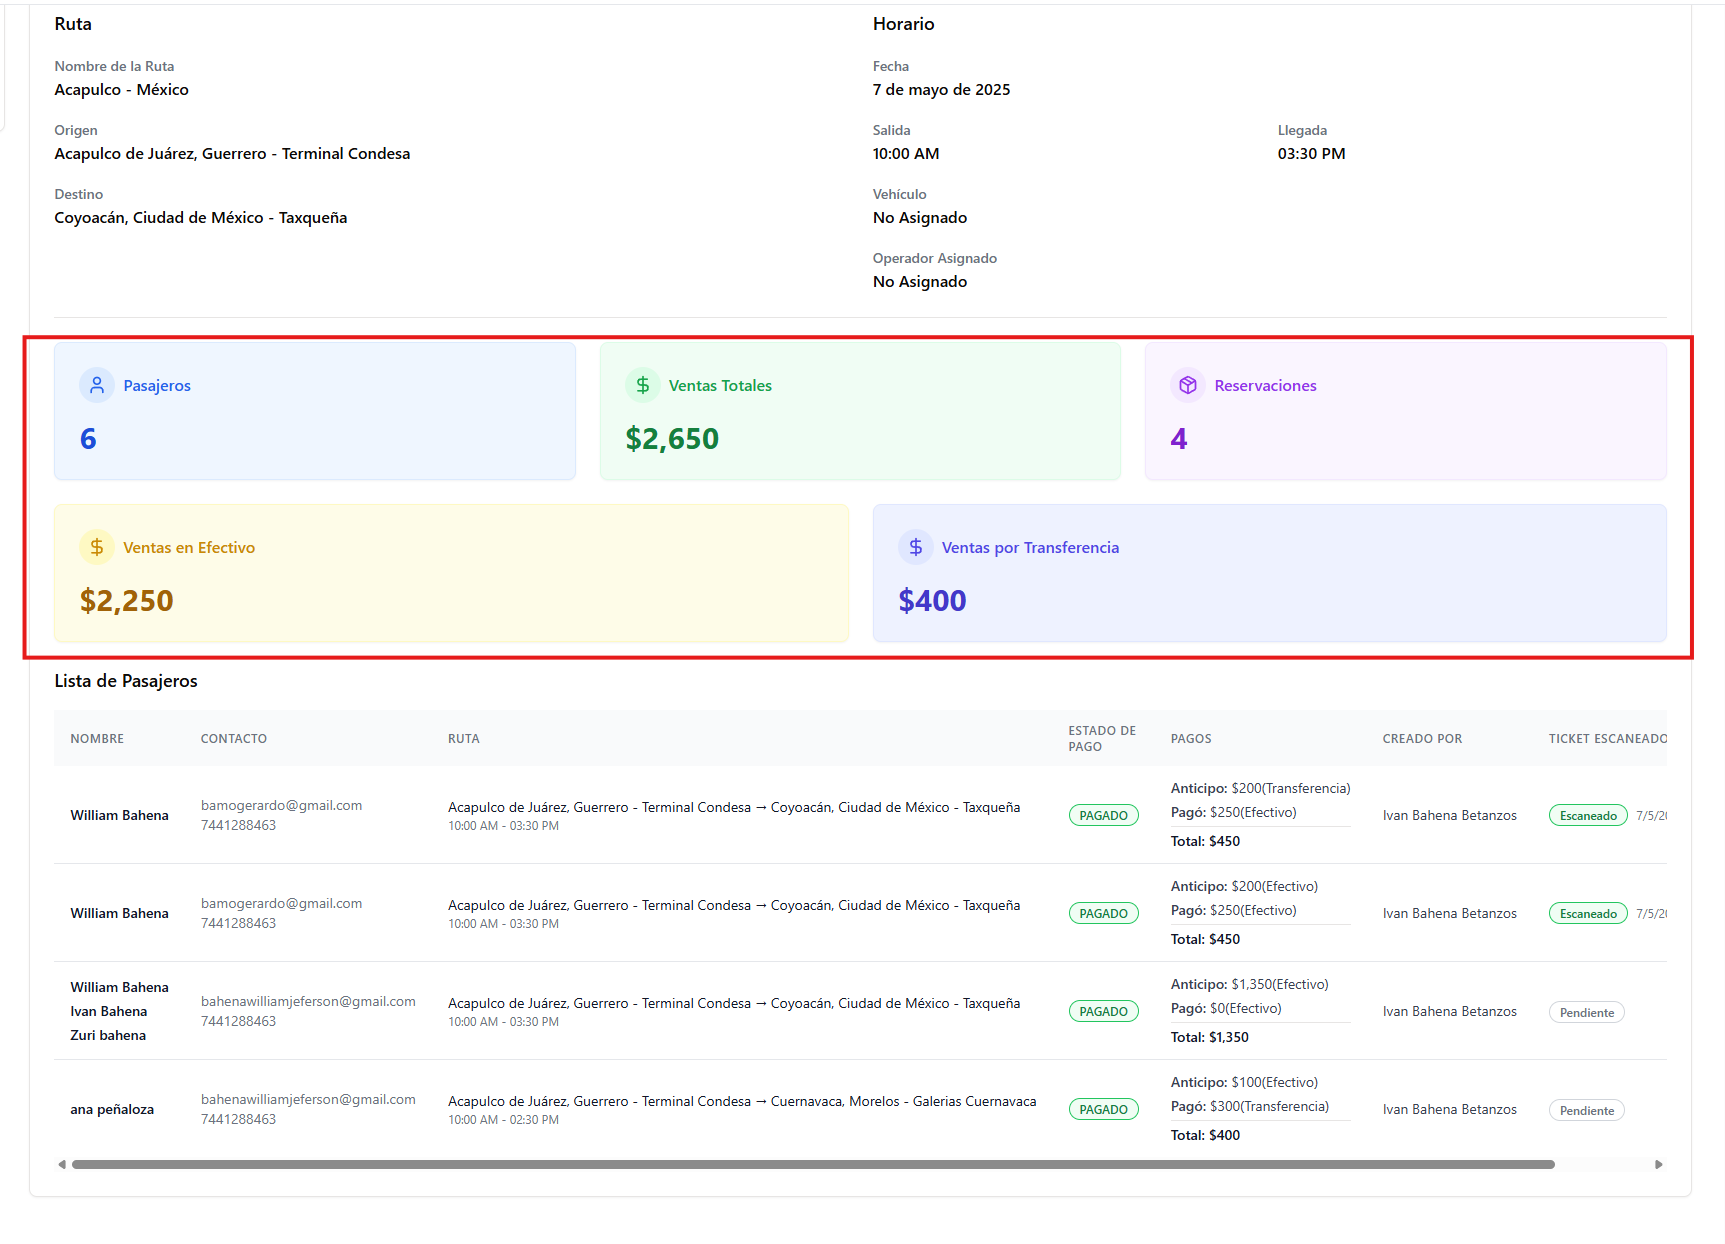 Ruta
Nombre de la Ruta
Acapulco - México
Origen
Acapulco de Juárez, Guerrero - Terminal Condesa
Destino
Coyoacán, Ciudad de México - Taxqueña
Horario
Fecha
7 de mayo de 2025
Salida
10:00 AM
Llegada
03:30 PM
Vehículo
No Asignado
Operador Asignado
No Asignado
Pasajeros
6
Ventas Totales
$2,650
Reservaciones
4
Ventas en Efectivo
$2,250
Ventas por Transferencia
$400
Lista de Pasajeros
NOMBRE
CONTACTO
RUTA
ESTADO DE
PAGO
PAGOS
CREADO POR
TICKET ESCANEADO
William Bahena
bamogerardo@gmail.com
7441288463
Acapulco de Juárez, Guerrero - Terminal Condesa → Coyoacán, Ciudad de México - Taxqueña
10:00 AM - 03:30 PM
PAGADO
Anticipo: $200(Transferencia)
Pagó: $250(Efectivo)
Total: $450
Ivan Bahena Betanzos
Escaneado 7/5/20
William Bahena
bamogerardo@gmail.com
7441288463
Acapulco de Juárez, Guerrero - Terminal Condesa → Coyoacán, Ciudad de México - Taxqueña
10:00 AM - 03:30 PM
PAGADO
Anticipo: $200(Efectivo)
Pagó: $250(Efectivo)
Total: $450
Ivan Bahena Betanzos
Escaneado 7/5/20
William Bahena
Ivan Bahena
Zuri bahena
bahenawilliamjeferson@gmail.com
7441288463
Acapulco de Juárez, Guerrero - Terminal Condesa → Coyoacán, Ciudad de México - Taxqueña
10:00 AM - 03:30 PM
PAGADO
Anticipo: $1,350(Efectivo)
Pagó: $0(Efectivo)
Total: $1,350
Ivan Bahena Betanzos
Pendiente
ana peñaloza
bahenawilliamjeferson@gmail.com
7441288463
Acapulco de Juárez, Guerrero - Terminal Condesa → Cuernavaca, Morelos - Galerias Cuernavaca
10:00 AM - 02:30 PM
PAGADO
Anticipo: $100(Efectivo)
Pagó: $300(Transferencia)
Total: $400
Ivan Bahena Betanzos
Pendiente